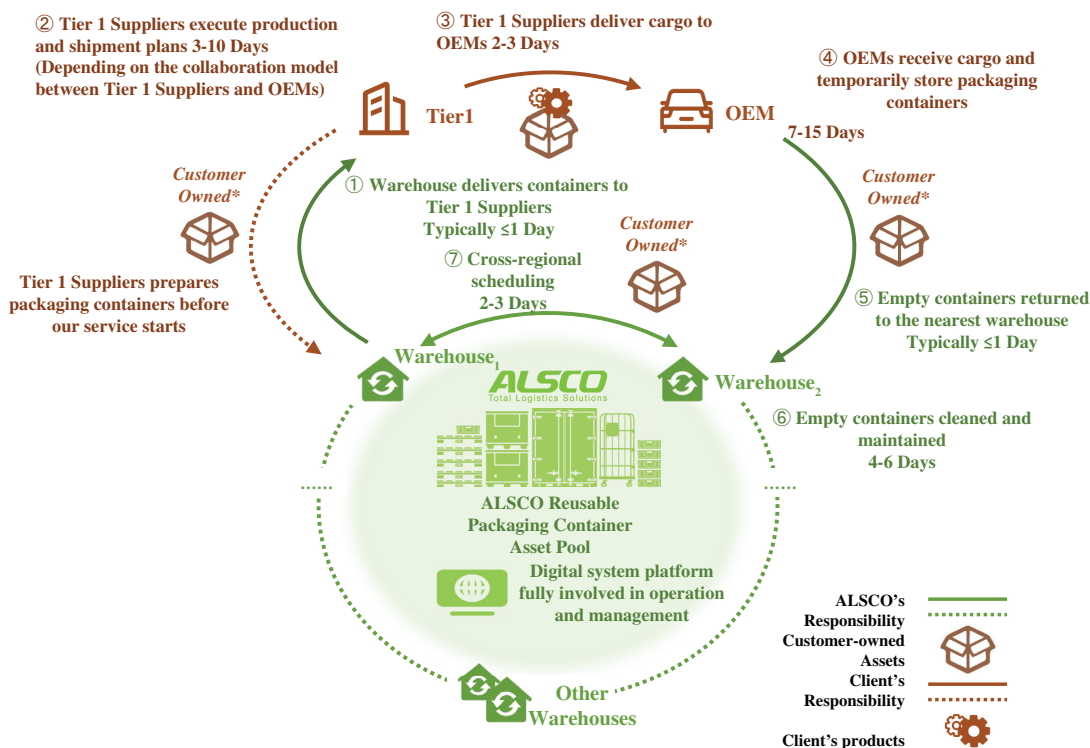 ② Tier 1 Suppliers execute production
and shipment plans 3-10 Days
(Depending on the collaboration model
between Tier 1 Suppliers and OEMs)
③ Tier 1 Suppliers deliver cargo to
OEMs 2-3 Days
④ OEMs receive cargo and
temporarily store packaging
containers
Tier1
OEM
7-15 Days
Customer
Owned*
① Warehouse delivers containers to
Tier 1 Suppliers
Typically ≤1 Day
Customer
Owned*
Customer
Owned*
⑦ Cross-regional
scheduling
2-3 Days
Tier 1 Suppliers prepares
packaging containers before
our service starts
⑤ Empty containers returned
to the nearest warehouse
Typically ≤1 Day
Warehouse1
Warehouse2
ALSCO
Total Logistics Solutions
⑥ Empty containers cleaned and
maintained
4-6 Days
ALSCO Reusable
Packaging Container
Asset Pool
Digital system platform
fully involved in operation
and management
Other
Warehouses
ALSCO's
Responsibility
Customer-owned
Assets
Client's
Responsibility
Client's products